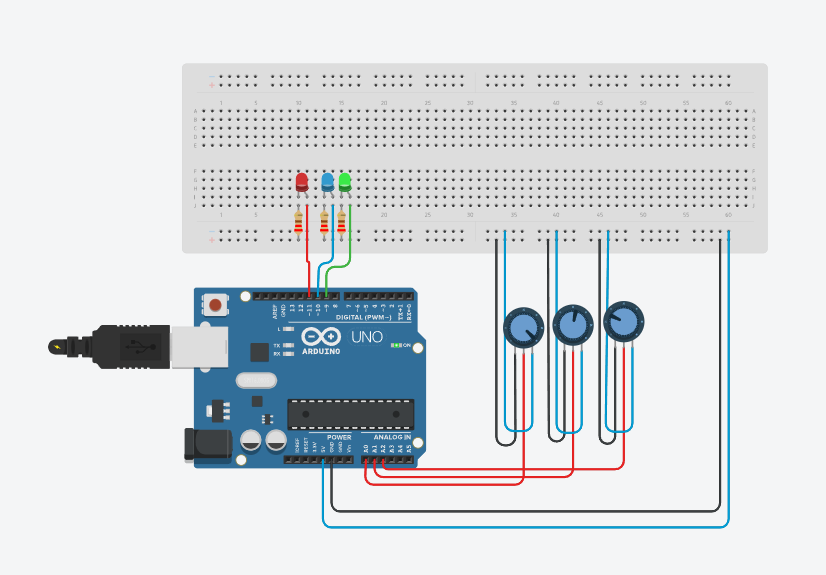 1 5 10 15 20 25 30 35 40 45 50 55 60
A A
B B
C C
D D
E E
F F
G G
H H
I I
J J
1 5 20 25 30 35 40 45 50 55 60
AREF
GND
13
12
~11
~10
~9
8
7
~6
~5
4
~3
2
TX→1
RX←0
DIGITAL (PWM~)
L
TX
RX
UNO
ARDUINO
ON
POWER
ANALOG IN
IOREF
RESET
3.3V
5V
GND
GND
Vin
A0
A1
A2
A3
A4
A5